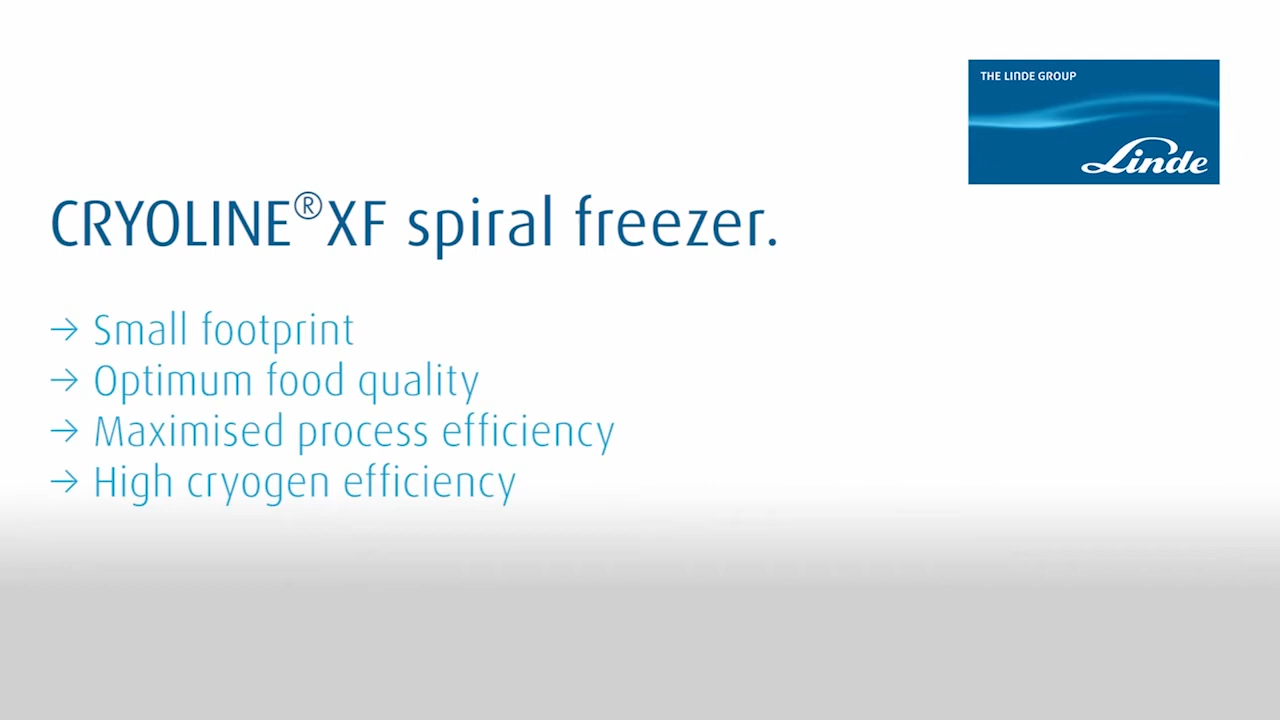 THE LINDE GROUP
Linde
CRYOLINE®XF spiral freezer.
→ Small footprint
→ Optimum food quality
→ Maximised process efficiency
→ High cryogen efficiency